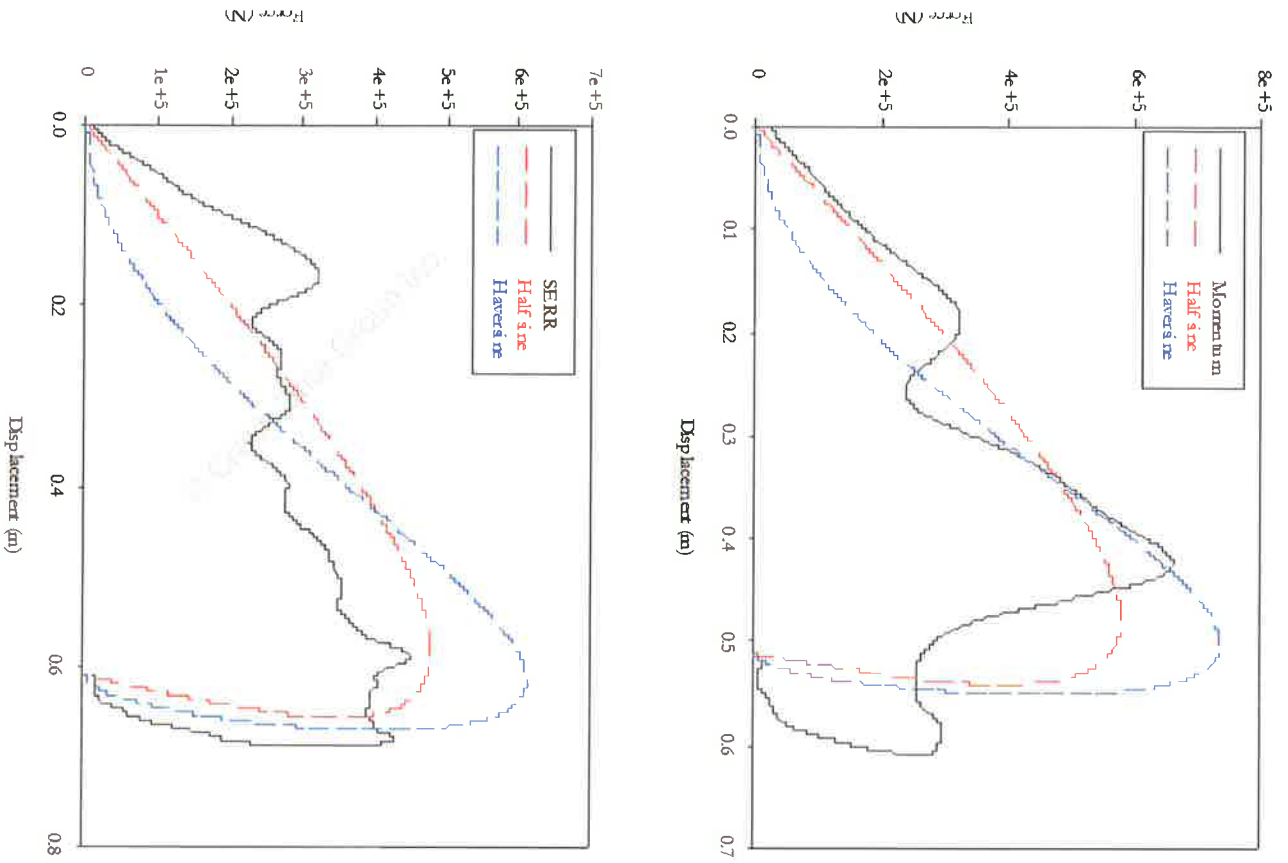 Force (N)
8e+5
6e+5
4e+5
2e+5
0
Momentum
Half sine
Haversine
0.0
0.1
0.2
0.3
0.4
0.5
0.6
0.7
Displacement (m)
Force (N)
7e+5
6e+5
5e+5
4e+5
3e+5
2e+5
1e+5
0
SERR
Half sine
Haversine
0.0
0.2
0.4
0.6
0.8
Displacement (m)